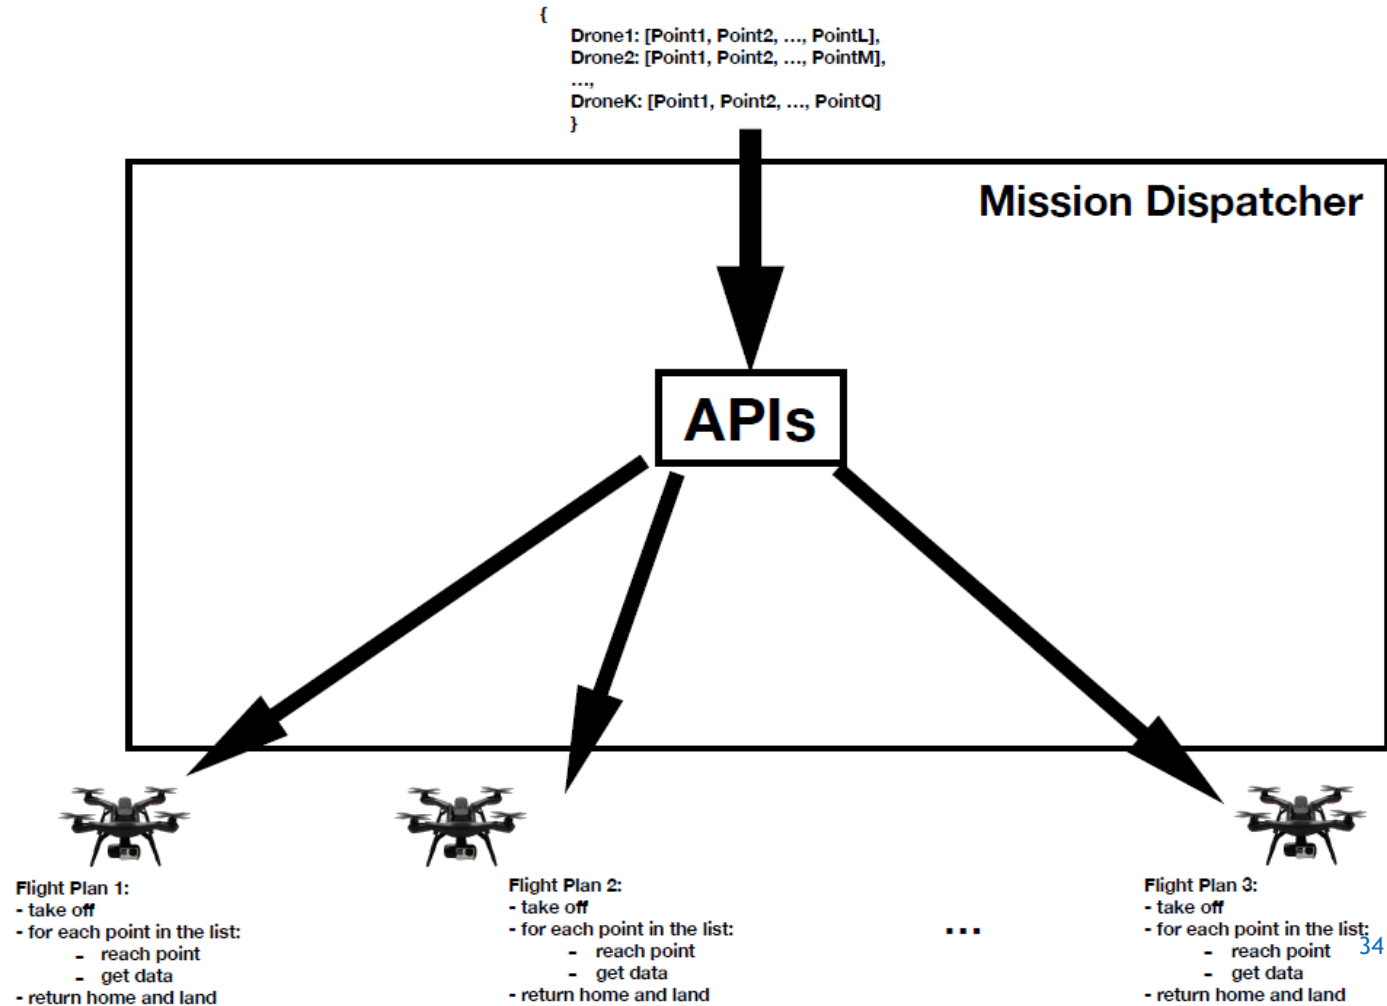 {
Drone1: [Point1, Point2, ..., PointL],
Drone2: [Point1, Point2, ..., PointM],
...,
DroneK: [Point1, Point2, ..., PointQ]
}
Mission Dispatcher
APIs
Flight Plan 1:
- take off
- for each point in the list:
- reach point
- get data
- return home and land
Flight Plan 2:
- take off
- for each point in the list:
- reach point
- get data
- return home and land
...
Flight Plan 3:
- take off
- for each point in the list:
- reach point
- get data
- return home and land
34